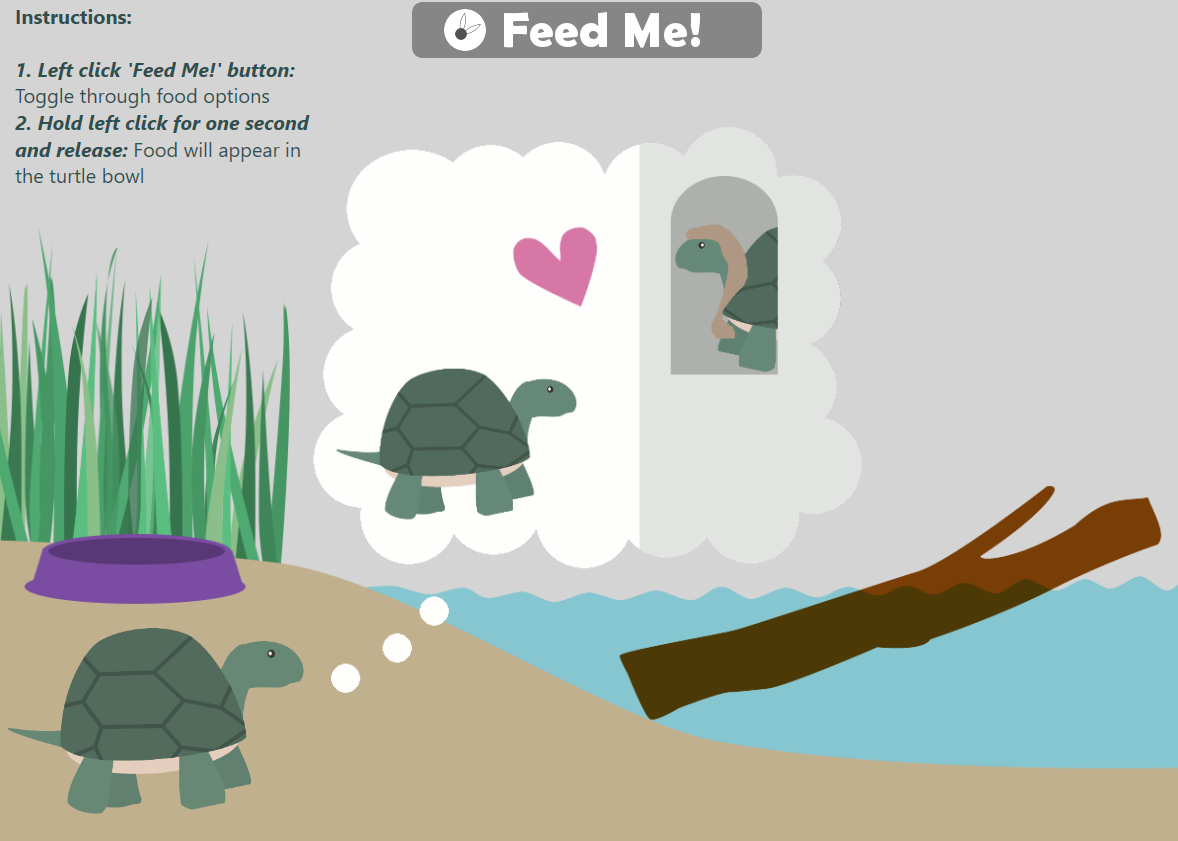 Instructions:
Feed Me!
1. Left click 'Feed Me!' button:
Toggle through food options
2. Hold left click for one second
and release: Food will appear in
the turtle bowl